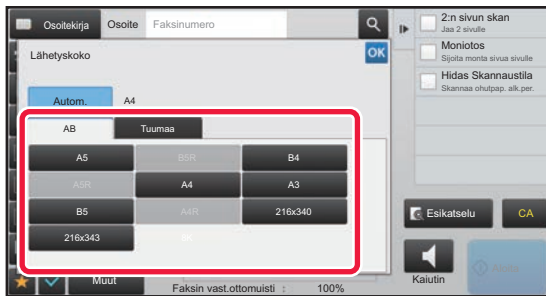 Osoitekirja Osoite Faksinumero
Lähetyskoko OK
Autom. A4
AB Tuumaa
A5 B5R B4
A5R A4 A3
B5 A4R 216x340
216x343 8K
Muut Faksin vast.ottomuisti : 100%
2:n sivun skan
Jaa 2 sivulle
Moniotos
Sijoita monta sivua sivulle
Hidas Skannaustila
Skannaa ohutpap. alk.per.
Esikatselu CA
Kaiutin Aloita